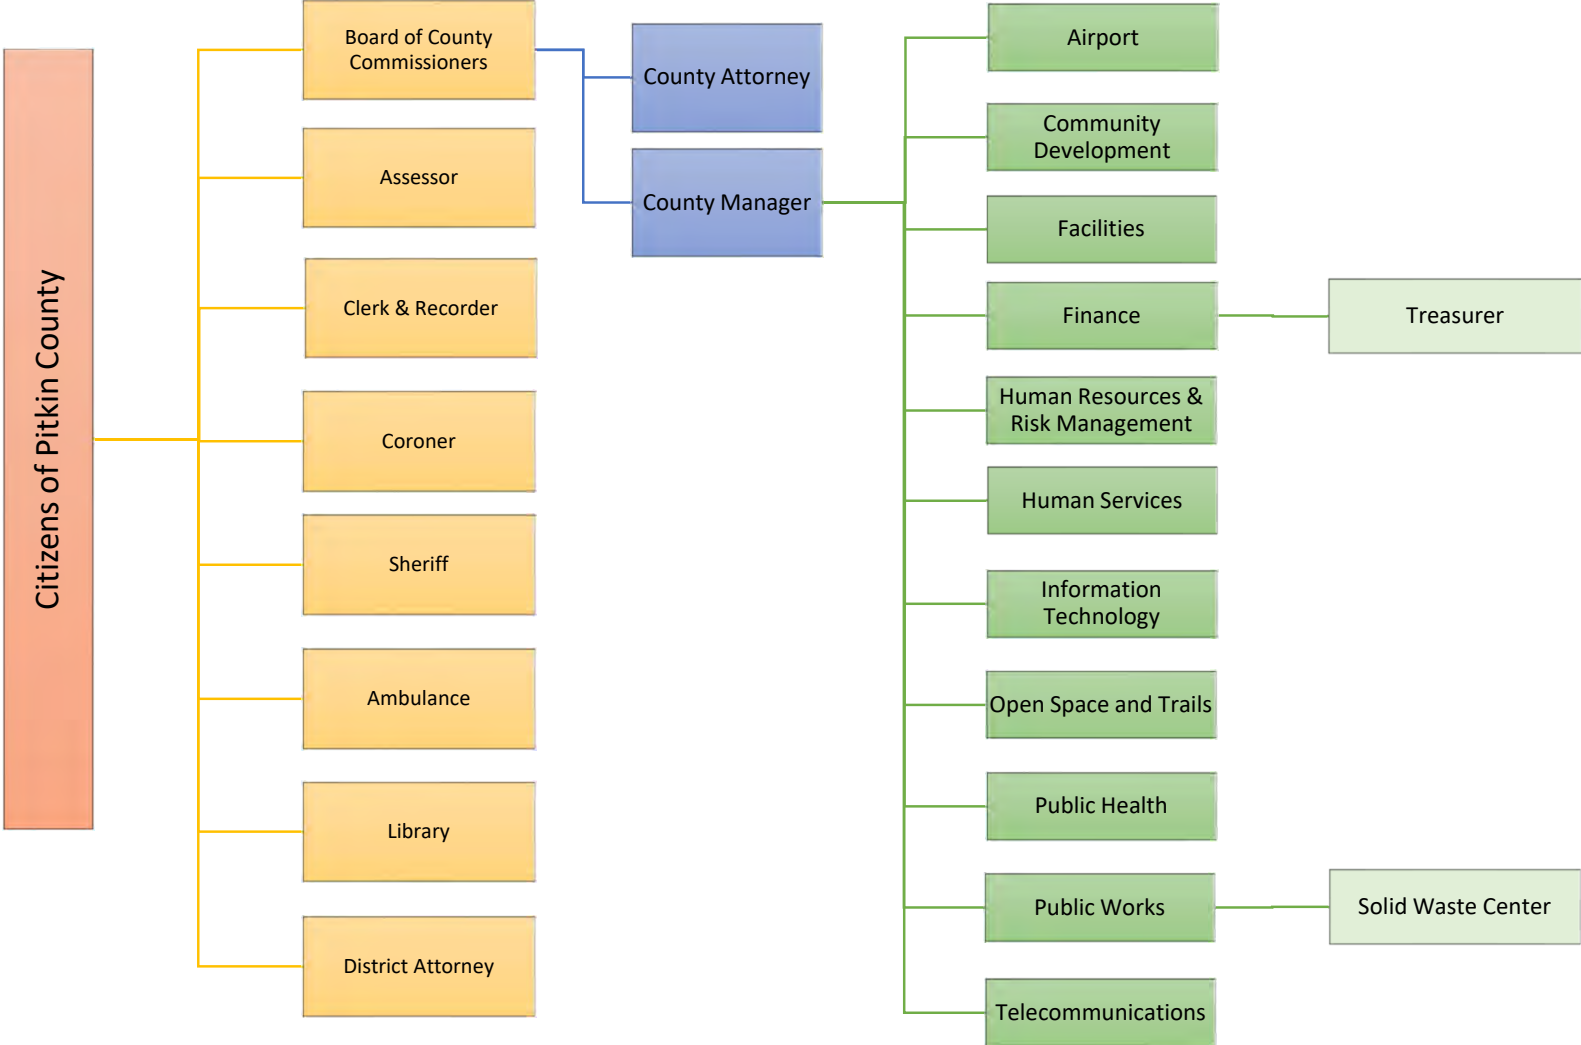 Citizens of Pitkin County
Board of County
Commissioners
Assessor
Clerk & Recorder
Coroner
Sheriff
Ambulance
Library
District Attorney
County Attorney
County Manager
Airport
Community
Development
Facilities
Finance
Human Resources &
Risk Management
Human Services
Information
Technology
Open Space and Trails
Public Health
Public Works
Telecommunications
Treasurer
Solid Waste Center